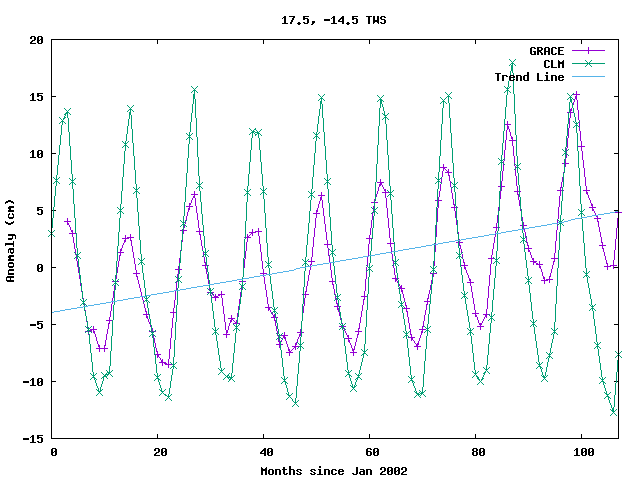 17.5, -14.5 TWS
GRACE
CLM
Trend Line
Anomaly (cm)
20
15
10
5
0
-5
-10
-15
0 20 40 60 80 100
Months since Jan 2002